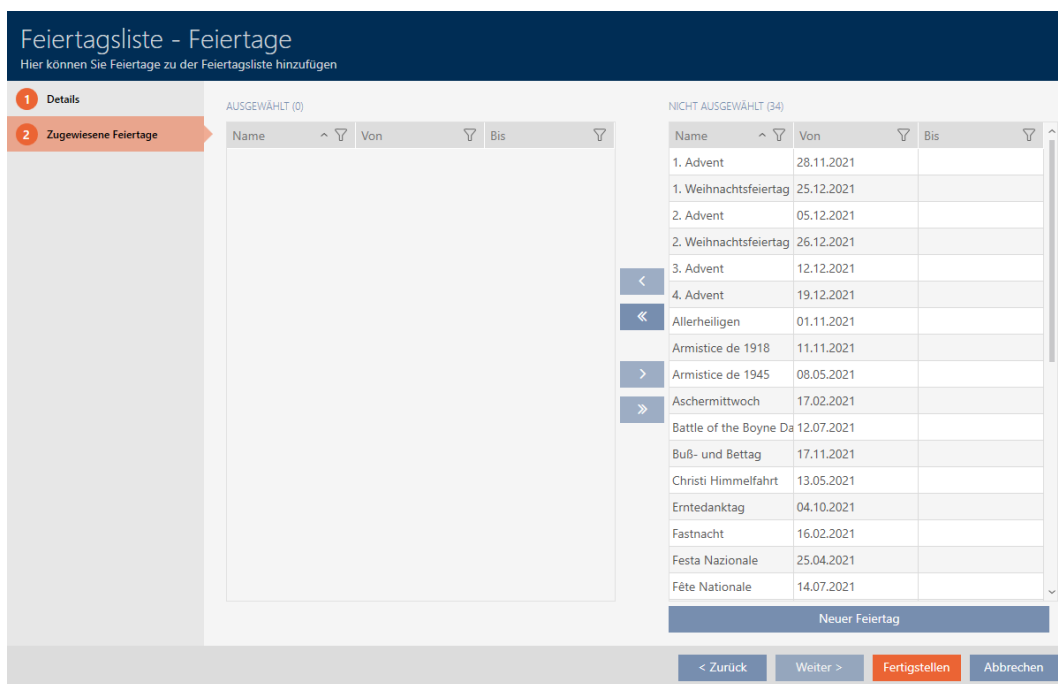 Feiertagsliste - Feiertage
Hier können Sie Feiertage zu der Feiertagsliste hinzufügen
1 Details
2 Zugewiesene Feiertage
AUSGEWÄHLT (0)
Name Von Bis
NICHT AUSGEWÄHLT (34)
Name Von Bis
1. Advent 28.11.2021
1. Weihnachtsfeiertag 25.12.2021
2. Advent 05.12.2021
2. Weihnachtsfeiertag 26.12.2021
3. Advent 12.12.2021
4. Advent 19.12.2021
Allerheiligen 01.11.2021
Armistice de 1918 11.11.2021
Armistice de 1945 08.05.2021
Aschermittwoch 17.02.2021
Battle of the Boyne Da 12.07.2021
Buß- und Bettag 17.11.2021
Christi Himmelfahrt 13.05.2021
Erntedanktag 04.10.2021
Fastnacht 16.02.2021
Festa Nazionale 25.04.2021
Fête Nationale 14.07.2021
Neuer Feiertag
< Zurück Weiter > Fertigstellen Abbrechen